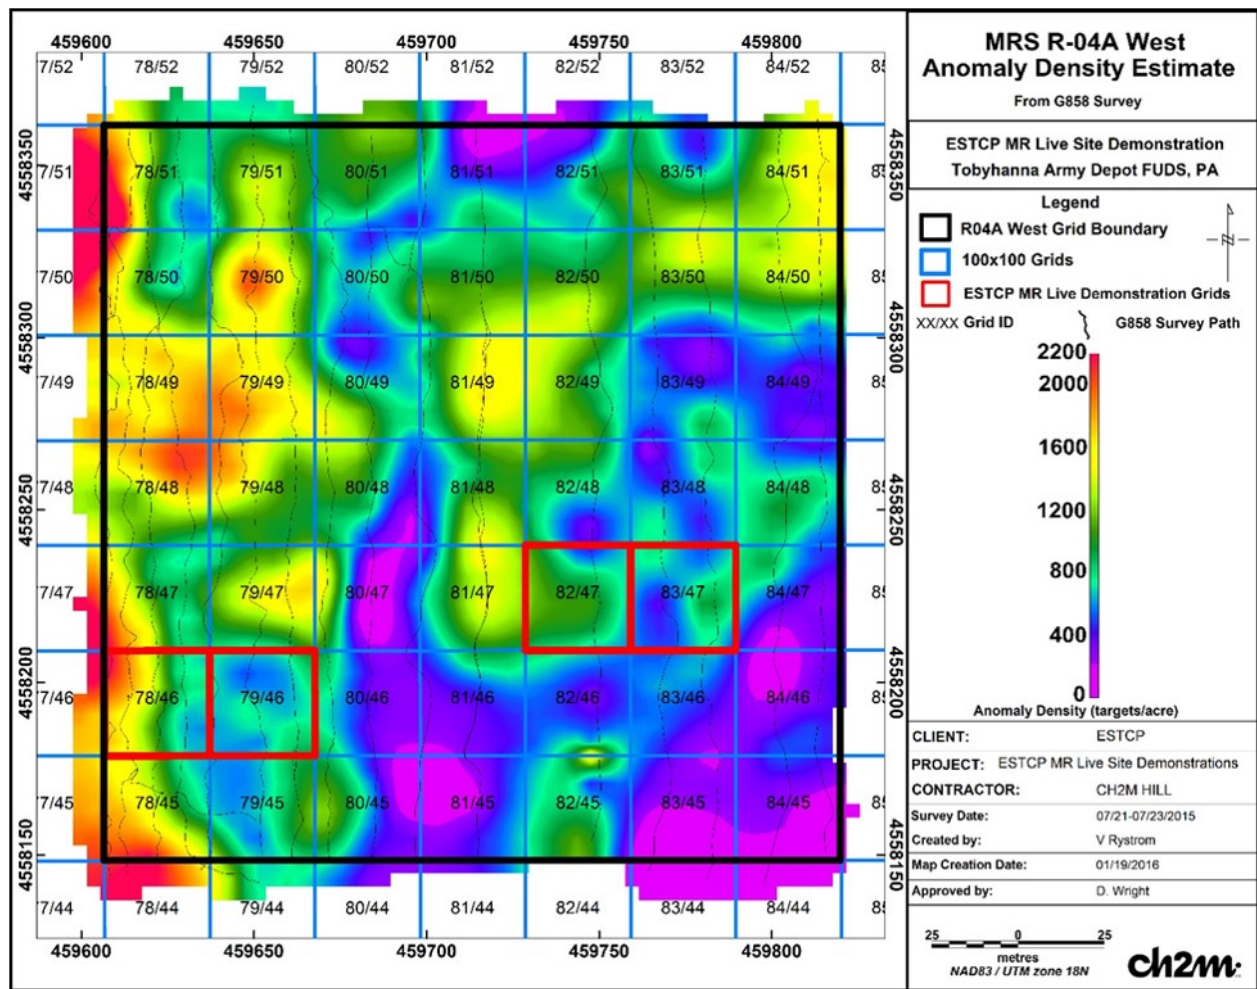 459600 459650 459700 459750 459800
7/52 78/52 79/52 80/52 81/52 82/52 83/52 84/52 8
4558350 4558350
7/51 78/51 79/51 80/51 81/51 82/51 83/51 84/51 8
7/50 78/50 79/50 80/50 81/50 82/50 83/50 84/50 8
4558300 4558300
7/49 78/49 79/49 80/49 81/49 82/49 83/49 84/49 8
7/48 78/48 79/48 80/48 81/48 82/48 83/48 84/48 8
4558250 4558250
7/47 78/47 79/47 80/47 81/47 82/47 83/47 84/47 8
4558200 4558200
7/46 78/46 79/46 80/46 81/46 82/46 83/46 84/46 8
7/45 78/45 79/45 80/45 81/45 82/45 83/45 84/45 8
4558150 4558150
7/44 78/44 79/44 80/44 81/44 82/44 83/44 84/44 8
459600 459650 459700 459750 459800
MRS R-04A West
Anomaly Density Estimate
From G858 Survey
ESTCP MR Live Site Demonstration
Tobyhanna Army Depot FUDS, PA
Legend
R04A West Grid Boundary
N
100x100 Grids
ESTCP MR Live Demonstration Grids
XX/XX Grid ID G858 Survey Path
2200
2000
1600
1200
800
400
0
Anomaly Density (targets/acre)
CLIENT: ESTCP
PROJECT: ESTCP MR Live Site Demonstrations
CONTRACTOR: CH2M HILL
Survey Date: 07/21-07/23/2015
Created by: V Rystrom
Map Creation Date: 01/19/2016
Approved by: D. Wright
25 0 25
metres
NAD83 / UTM zone 18N
ch2m